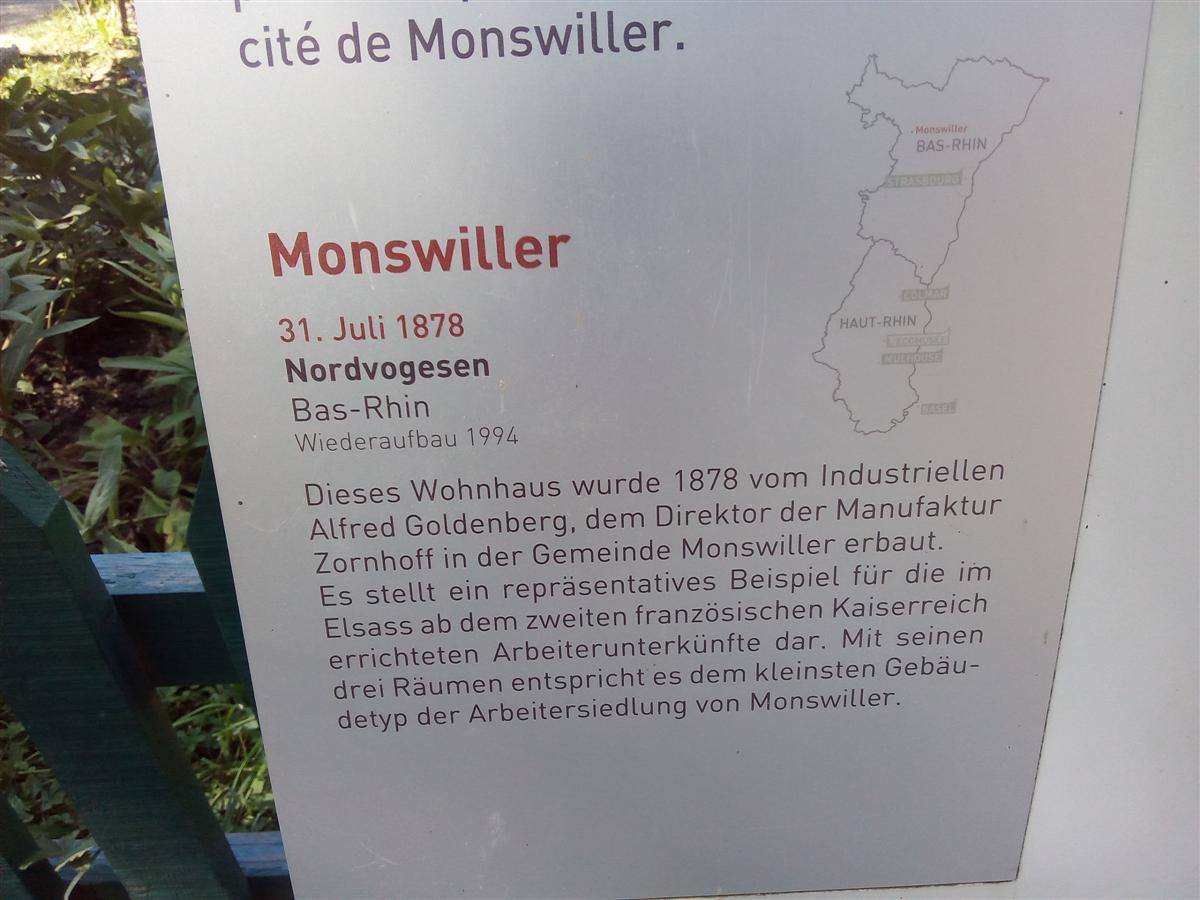 cité de Monswiller.
Monswiller
BAS-RHIN
STRASBOURG
COLMAR
HAUT-RHIN
L'ECOMUSÉE
MULHOUSE
BASEL
Monswiller
31. Juli 1878
Nordvogesen
Bas-Rhin
Wiederaufbau 1994
Dieses Wohnhaus wurde 1878 vom Industriellen
Alfred Goldenberg, dem Direktor der Manufaktur
Zornhoff in der Gemeinde Monswiller erbaut.
Es stellt ein repräsentatives Beispiel für die im
Elsass ab dem zweiten französischen Kaiserreich
errichteten Arbeiterunterkünfte dar. Mit seinen
drei Räumen entspricht es dem kleinsten Gebäu-
detyp der Arbeitersiedlung von Monswiller.